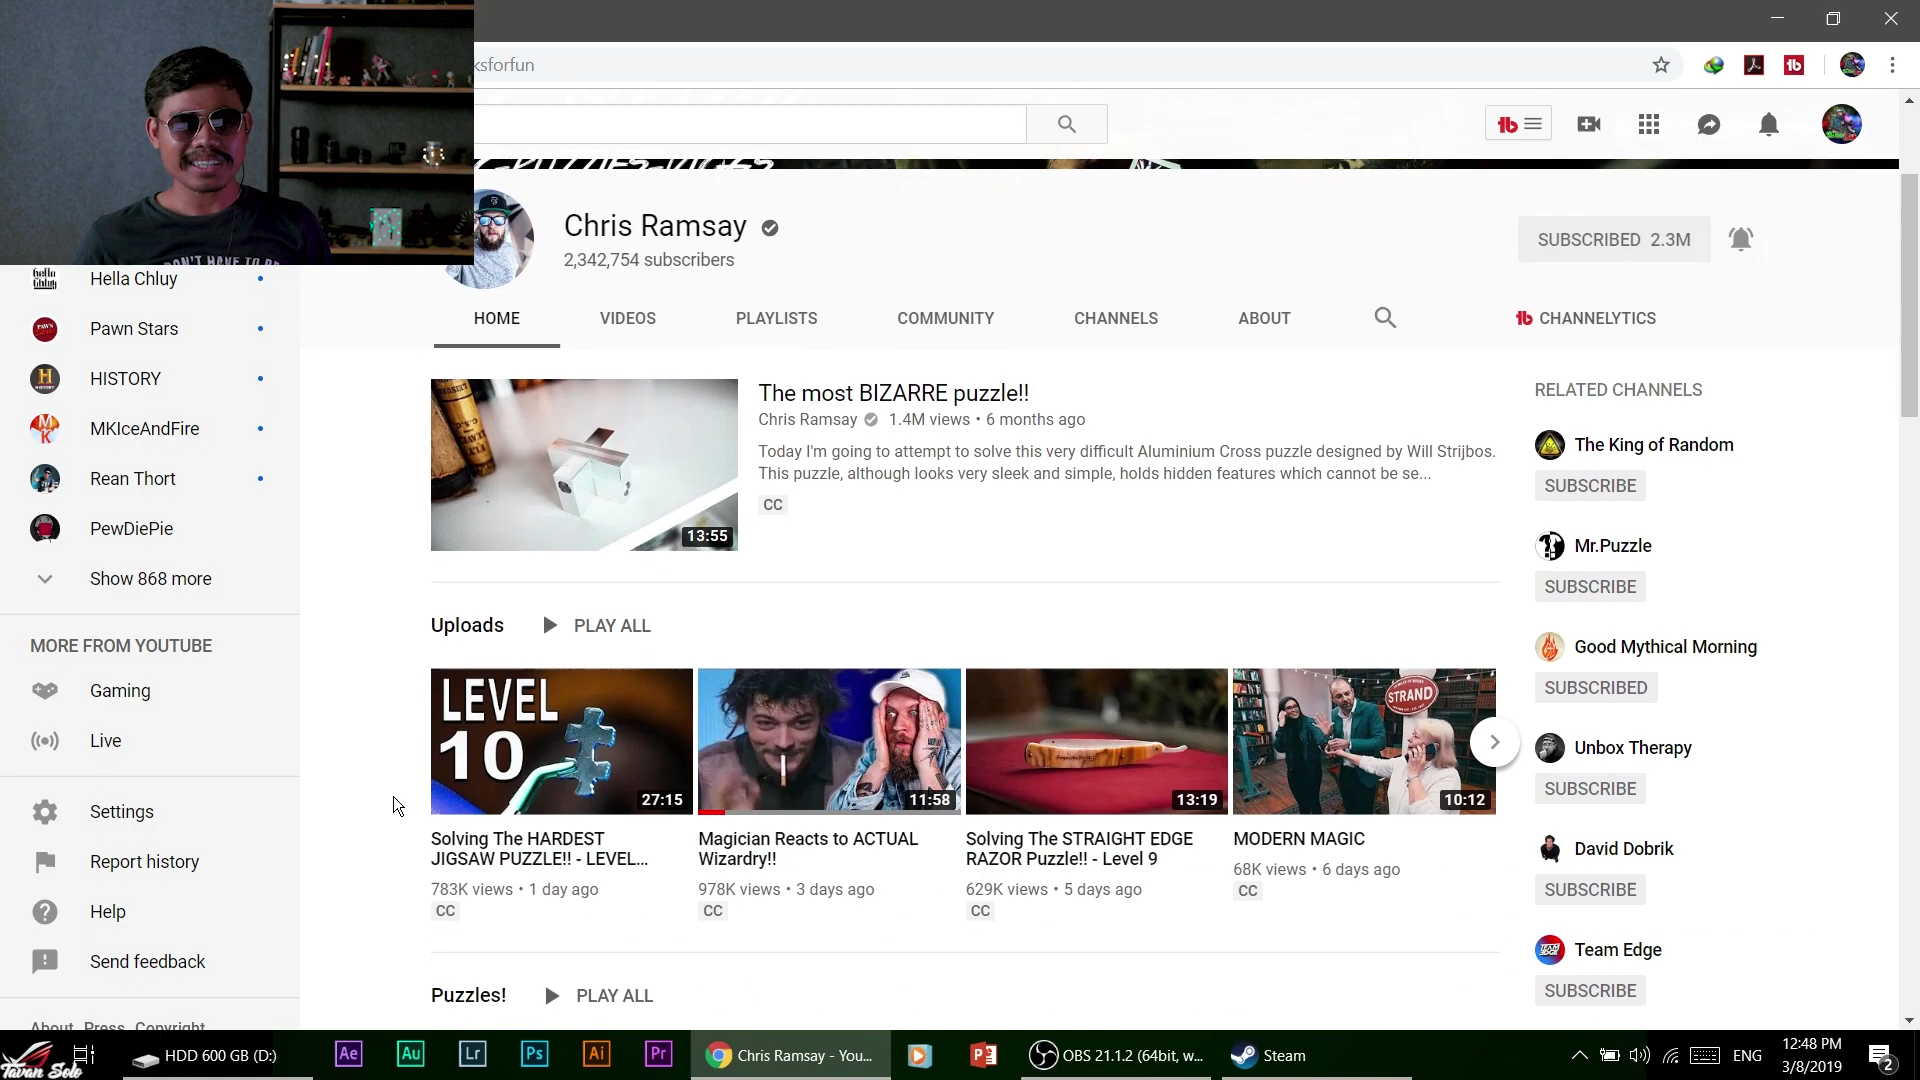 ksforfun
Chris Ramsay
2,342,754 subscribers
SUBSCRIBED 2.3M
HOME
VIDEOS
PLAYLISTS
COMMUNITY
CHANNELS
ABOUT
CHANNELYTICS
Hella Chluy
Pawn Stars
HISTORY
MKIceAndFire
Rean Thort
PewDiePie
Show 868 more
MORE FROM YOUTUBE
Gaming
Live
Settings
Report history
Help
Send feedback
About Press Copyright
13:55
The most BIZARRE puzzle!!
Chris Ramsay 1.4M views • 6 months ago
Today I'm going to attempt to solve this very difficult Aluminium Cross puzzle designed by Will Strijbos.
This puzzle, although looks very sleek and simple, holds hidden features which cannot be se...
CC
Uploads PLAY ALL
LEVEL
10
27:15
Solving The HARDEST
JIGSAW PUZZLE!! - LEVEL...
783K views • 1 day ago
CC
11:58
Magician Reacts to ACTUAL
Wizardry!!
978K views • 3 days ago
CC
13:19
Solving The STRAIGHT EDGE
RAZOR Puzzle!! - Level 9
629K views • 5 days ago
CC
STRAND
10:12
MODERN MAGIC
68K views • 6 days ago
CC
Puzzles! PLAY ALL
RELATED CHANNELS
The King of Random
SUBSCRIBE
Mr.Puzzle
SUBSCRIBE
Good Mythical Morning
SUBSCRIBED
Unbox Therapy
SUBSCRIBE
David Dobrik
SUBSCRIBE
Team Edge
SUBSCRIBE
Tavan Solo
HDD 600 GB (D:)
Ae
Au
Lr
Ps
Ai
Pr
Chris Ramsay - You...
OBS 21.1.2 (64bit, w...
Steam
ENG
12:48 PM
3/8/2019
2